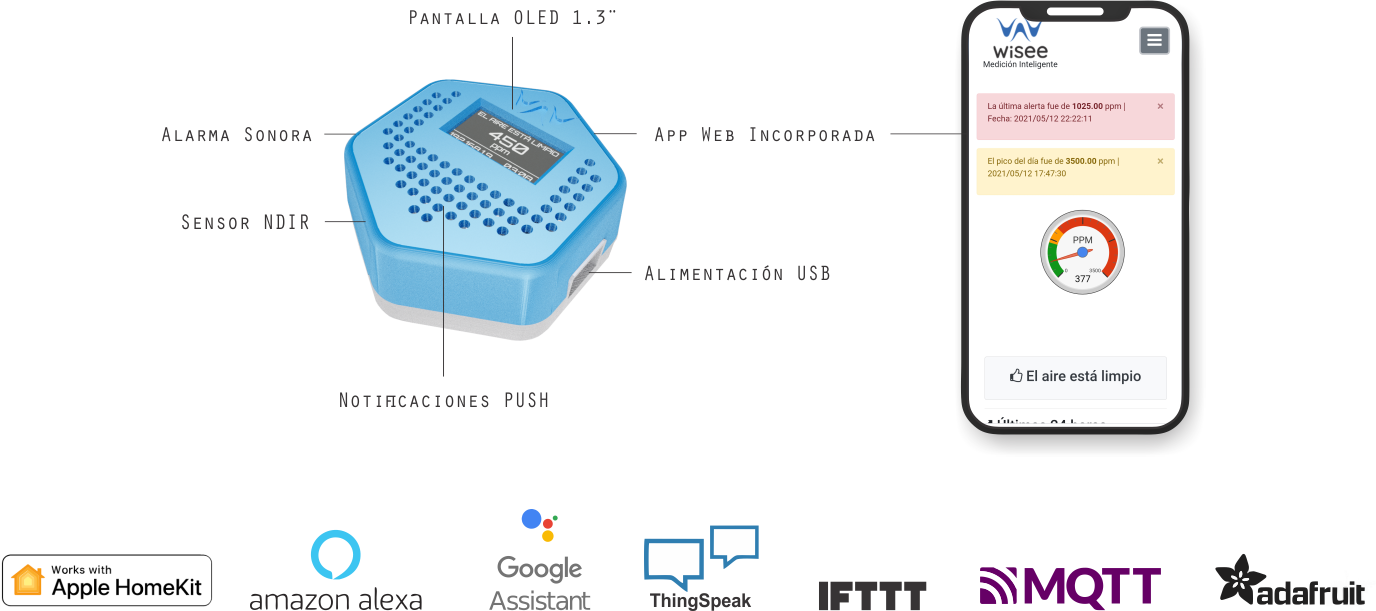 PANTALLA OLED 1.3¨
ALARMA SONORA
SENSOR NDIR
APP WEB INCORPORADA
ALIMENTACIÓN USB
NOTIFICACIONES PUSH
EL AIRE ESTÁ LIMPIO
450
ppm
wisee
Medición Inteligente
La última alerta fue de 1025.00 ppm |
Fecha: 2021/05/12 22:22:11
×
El pico del día fue de 3500.00 ppm |
2021/05/12 17:47:30
×
PPM
0
3500
377
El aire está limpio
Últimas 24 horas
Works with
Apple HomeKit
amazon alexa
Google
Assistant
ThingSpeak
IFTTT
MQTT
adafruit